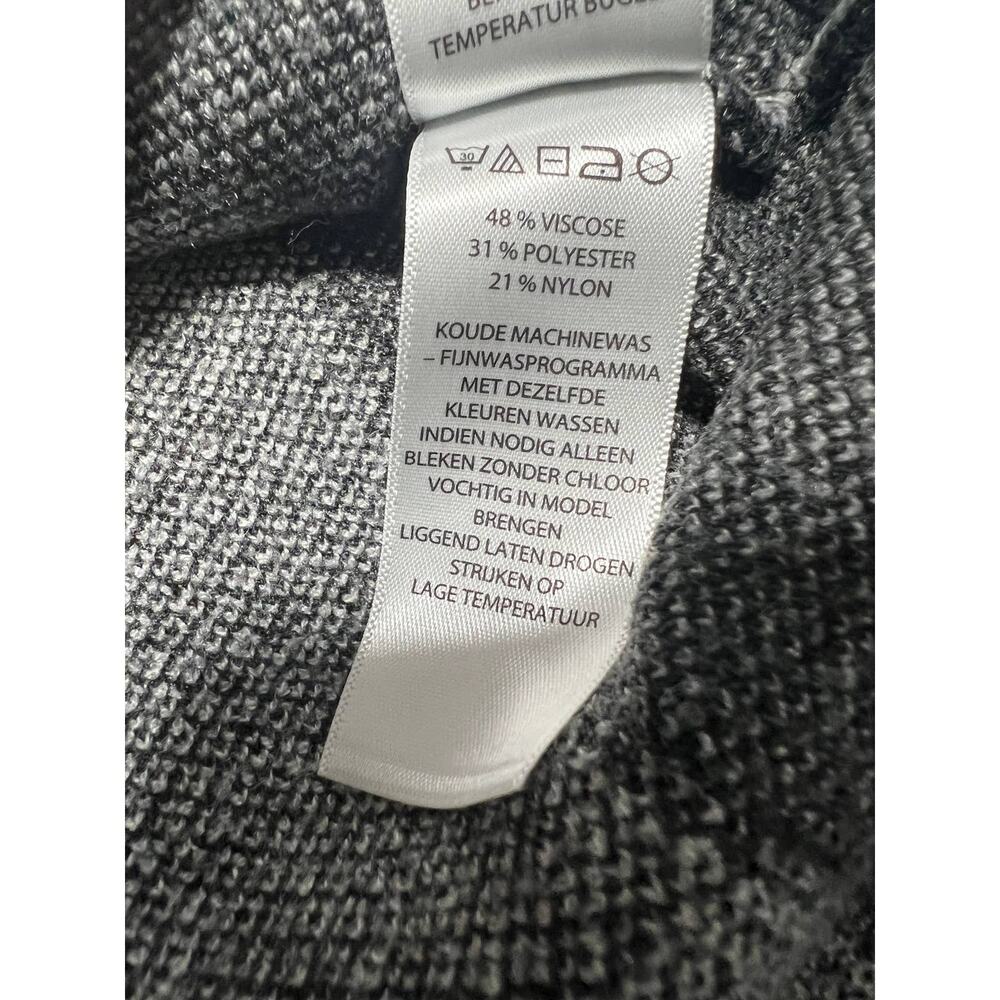 TEMPERATUR
30
48 % VISCOSE
31 % POLYESTER
21 % NYLON
KOUDE MACHINEWAS
– FIJNWASPROGRAMMA
MET DEZELFDE
KLEUREN WASSEN
INDIEN NODIG ALLEEN
BLEKEN ZONDER CHLOOR
VOCHTIG IN MODEL
BRENGEN
LIGGEND LATEN DROGEN
STRIJKEN OP
LAGE TEMPERATUUR